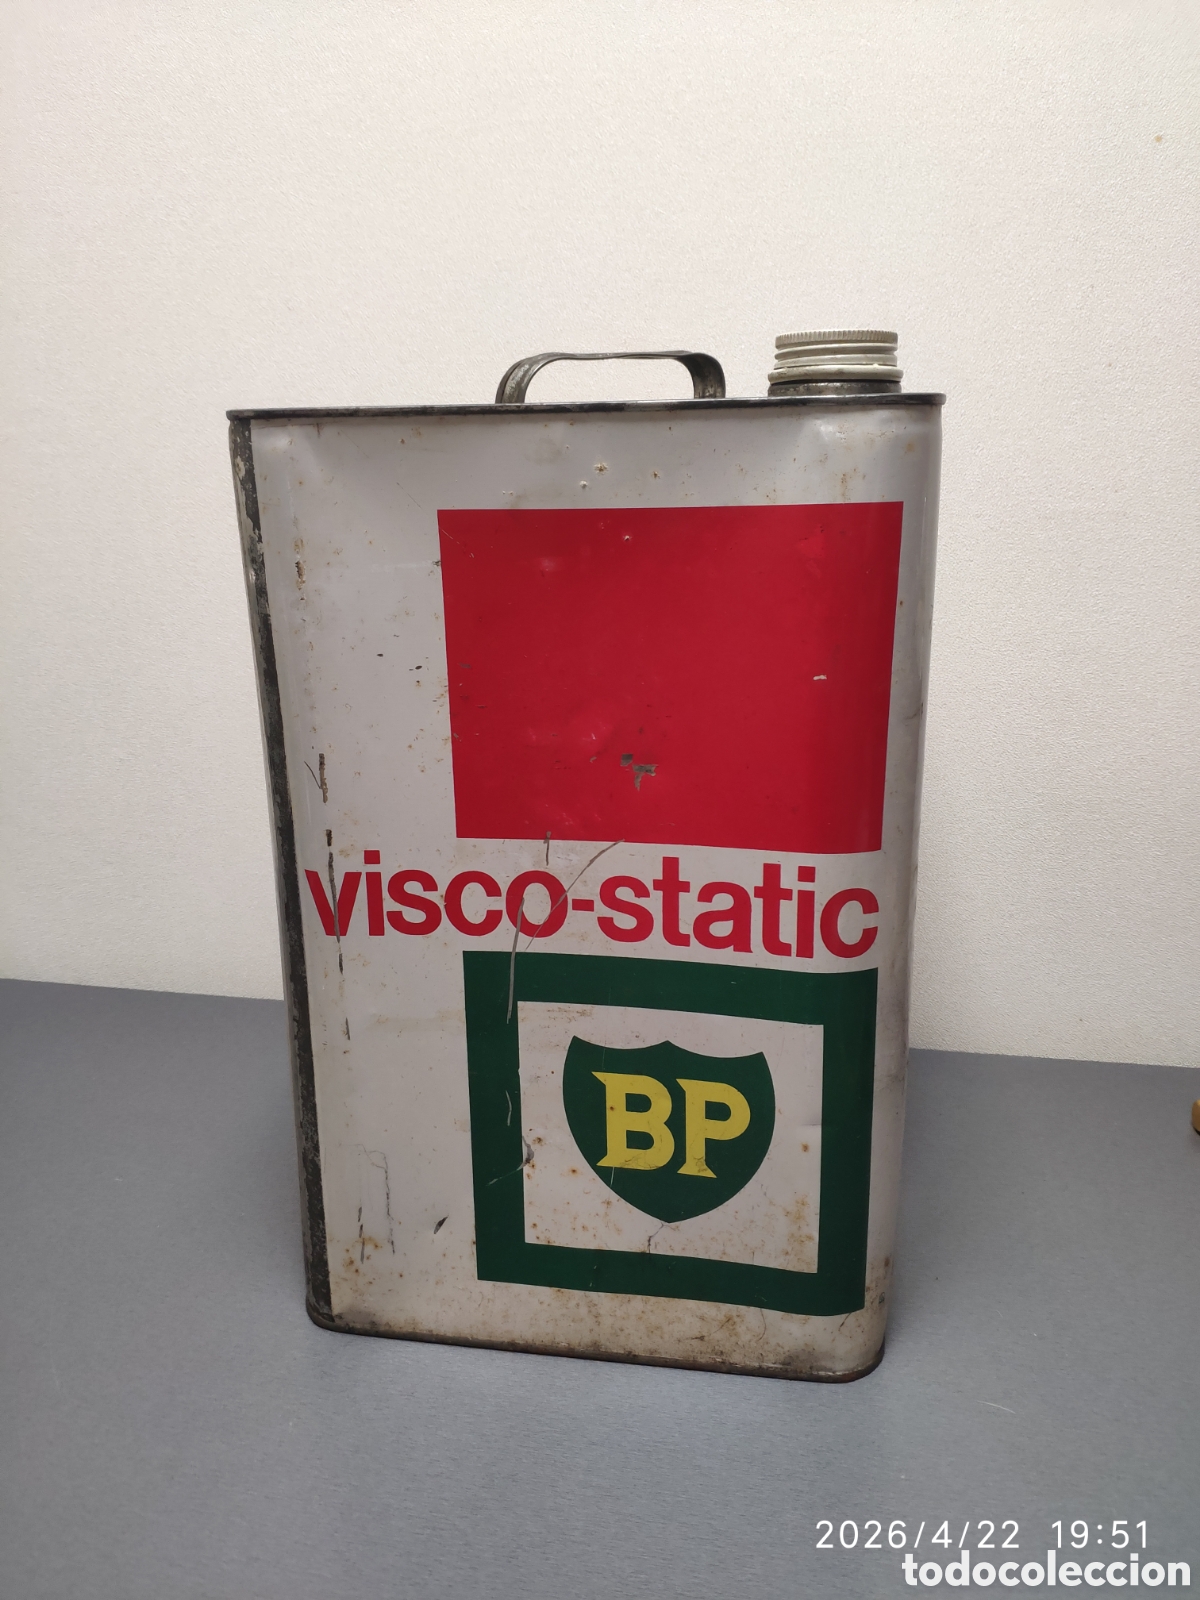 visco-static
BP
2026/4/22 19:51
todocoleccion